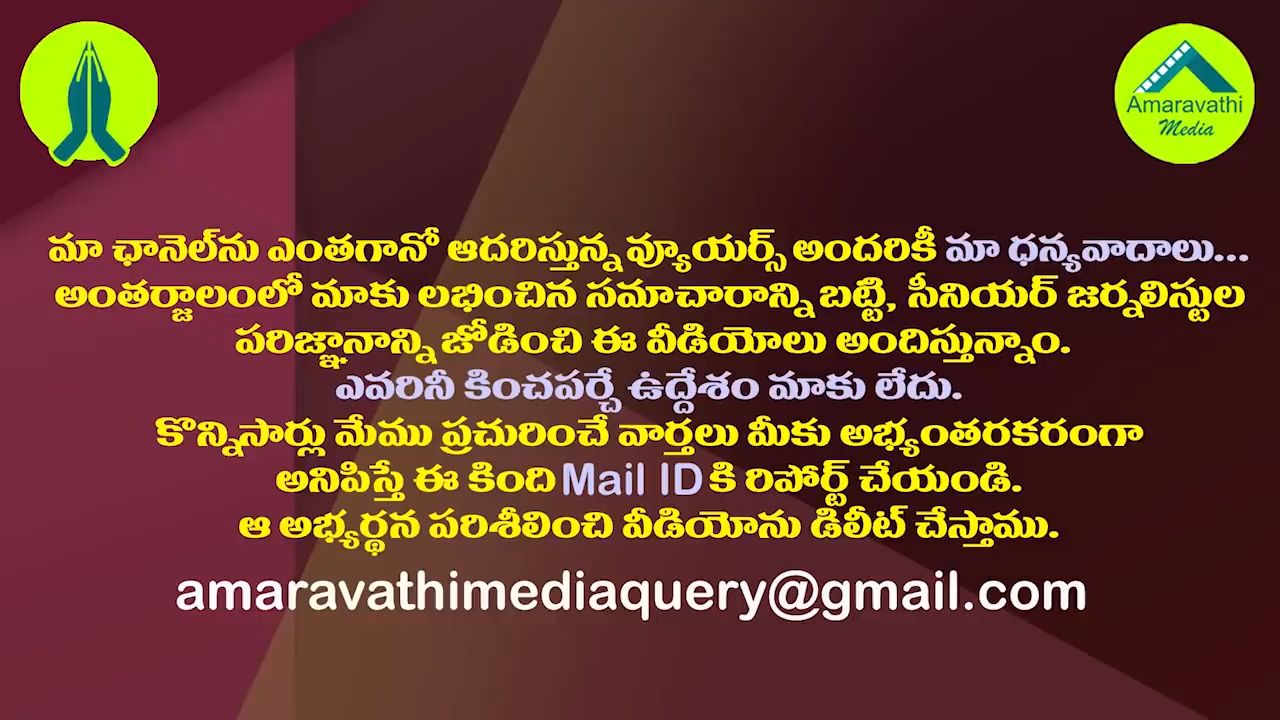 Amaravathi
Media
మా ఛానెల్‌ను ఎంతగానో ఆదరిస్తున్న వ్యూయర్స్ అందరికీ మా ధన్యవాదాలు...
అంతర్జాలంలో మాకు లభించిన సమాచారాన్ని బట్టి, సీనియర్ జర్నలిస్టుల
పరిజ్ఞానాన్ని జోడించి ఈ వీడియోలు అందిస్తున్నాం.
ఎవరినీ కించపర్చే ఉద్దేశం మాకు లేదు.
కొన్నిసార్లు మేము ప్రచురించే వార్తలు మీకు అభ్యంతరకరంగా
అనిపిస్తే ఈ కింది Mail ID కి రిపోర్ట్ చేయండి.
ఆ అభ్యర్థన పరిశీలించి వీడియోను డిలీట్ చేస్తాము.
amaravathimediaquery@gmail.com